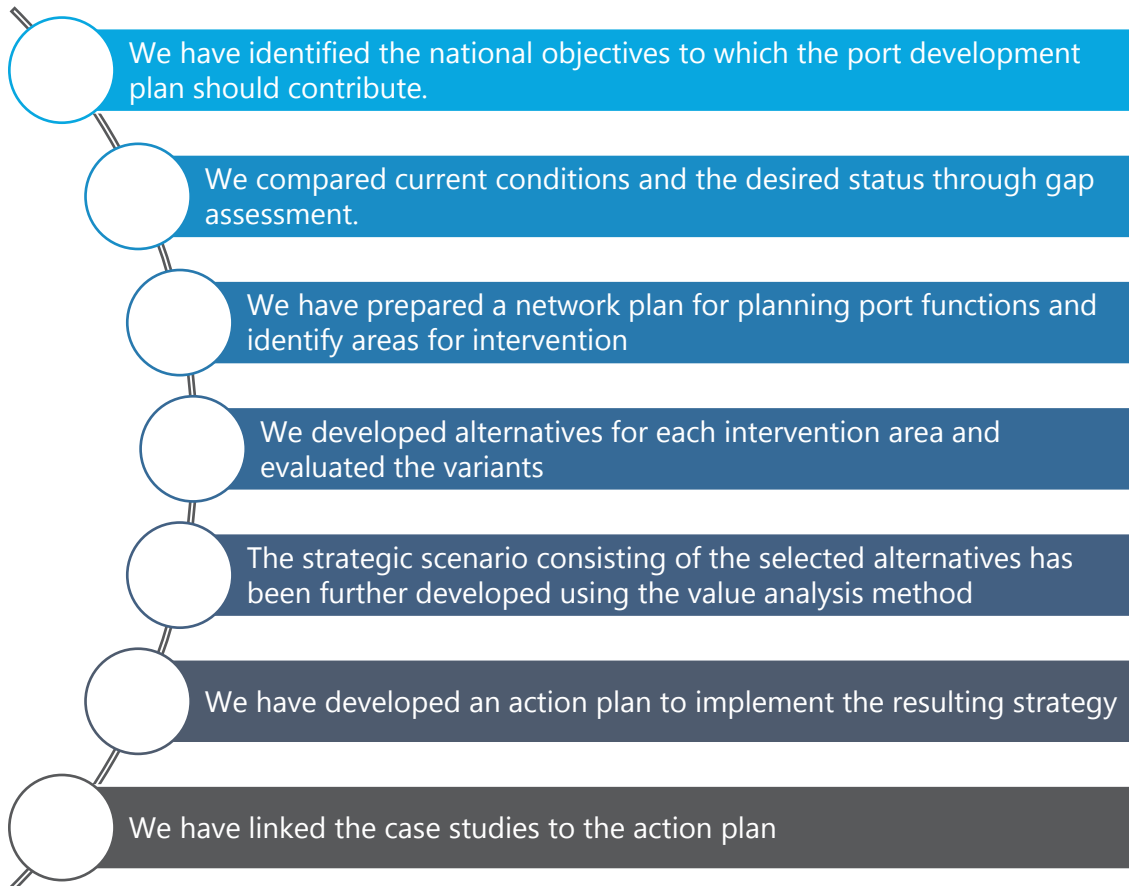 We have identified the national objectives to which the port development
plan should contribute.
We compared current conditions and the desired status through gap
assessment.
We have prepared a network plan for planning port functions and
identify areas for intervention
We developed alternatives for each intervention area and
evaluated the variants
The strategic scenario consisting of the selected alternatives has
been further developed using the value analysis method
We have developed an action plan to implement the resulting strategy
We have linked the case studies to the action plan